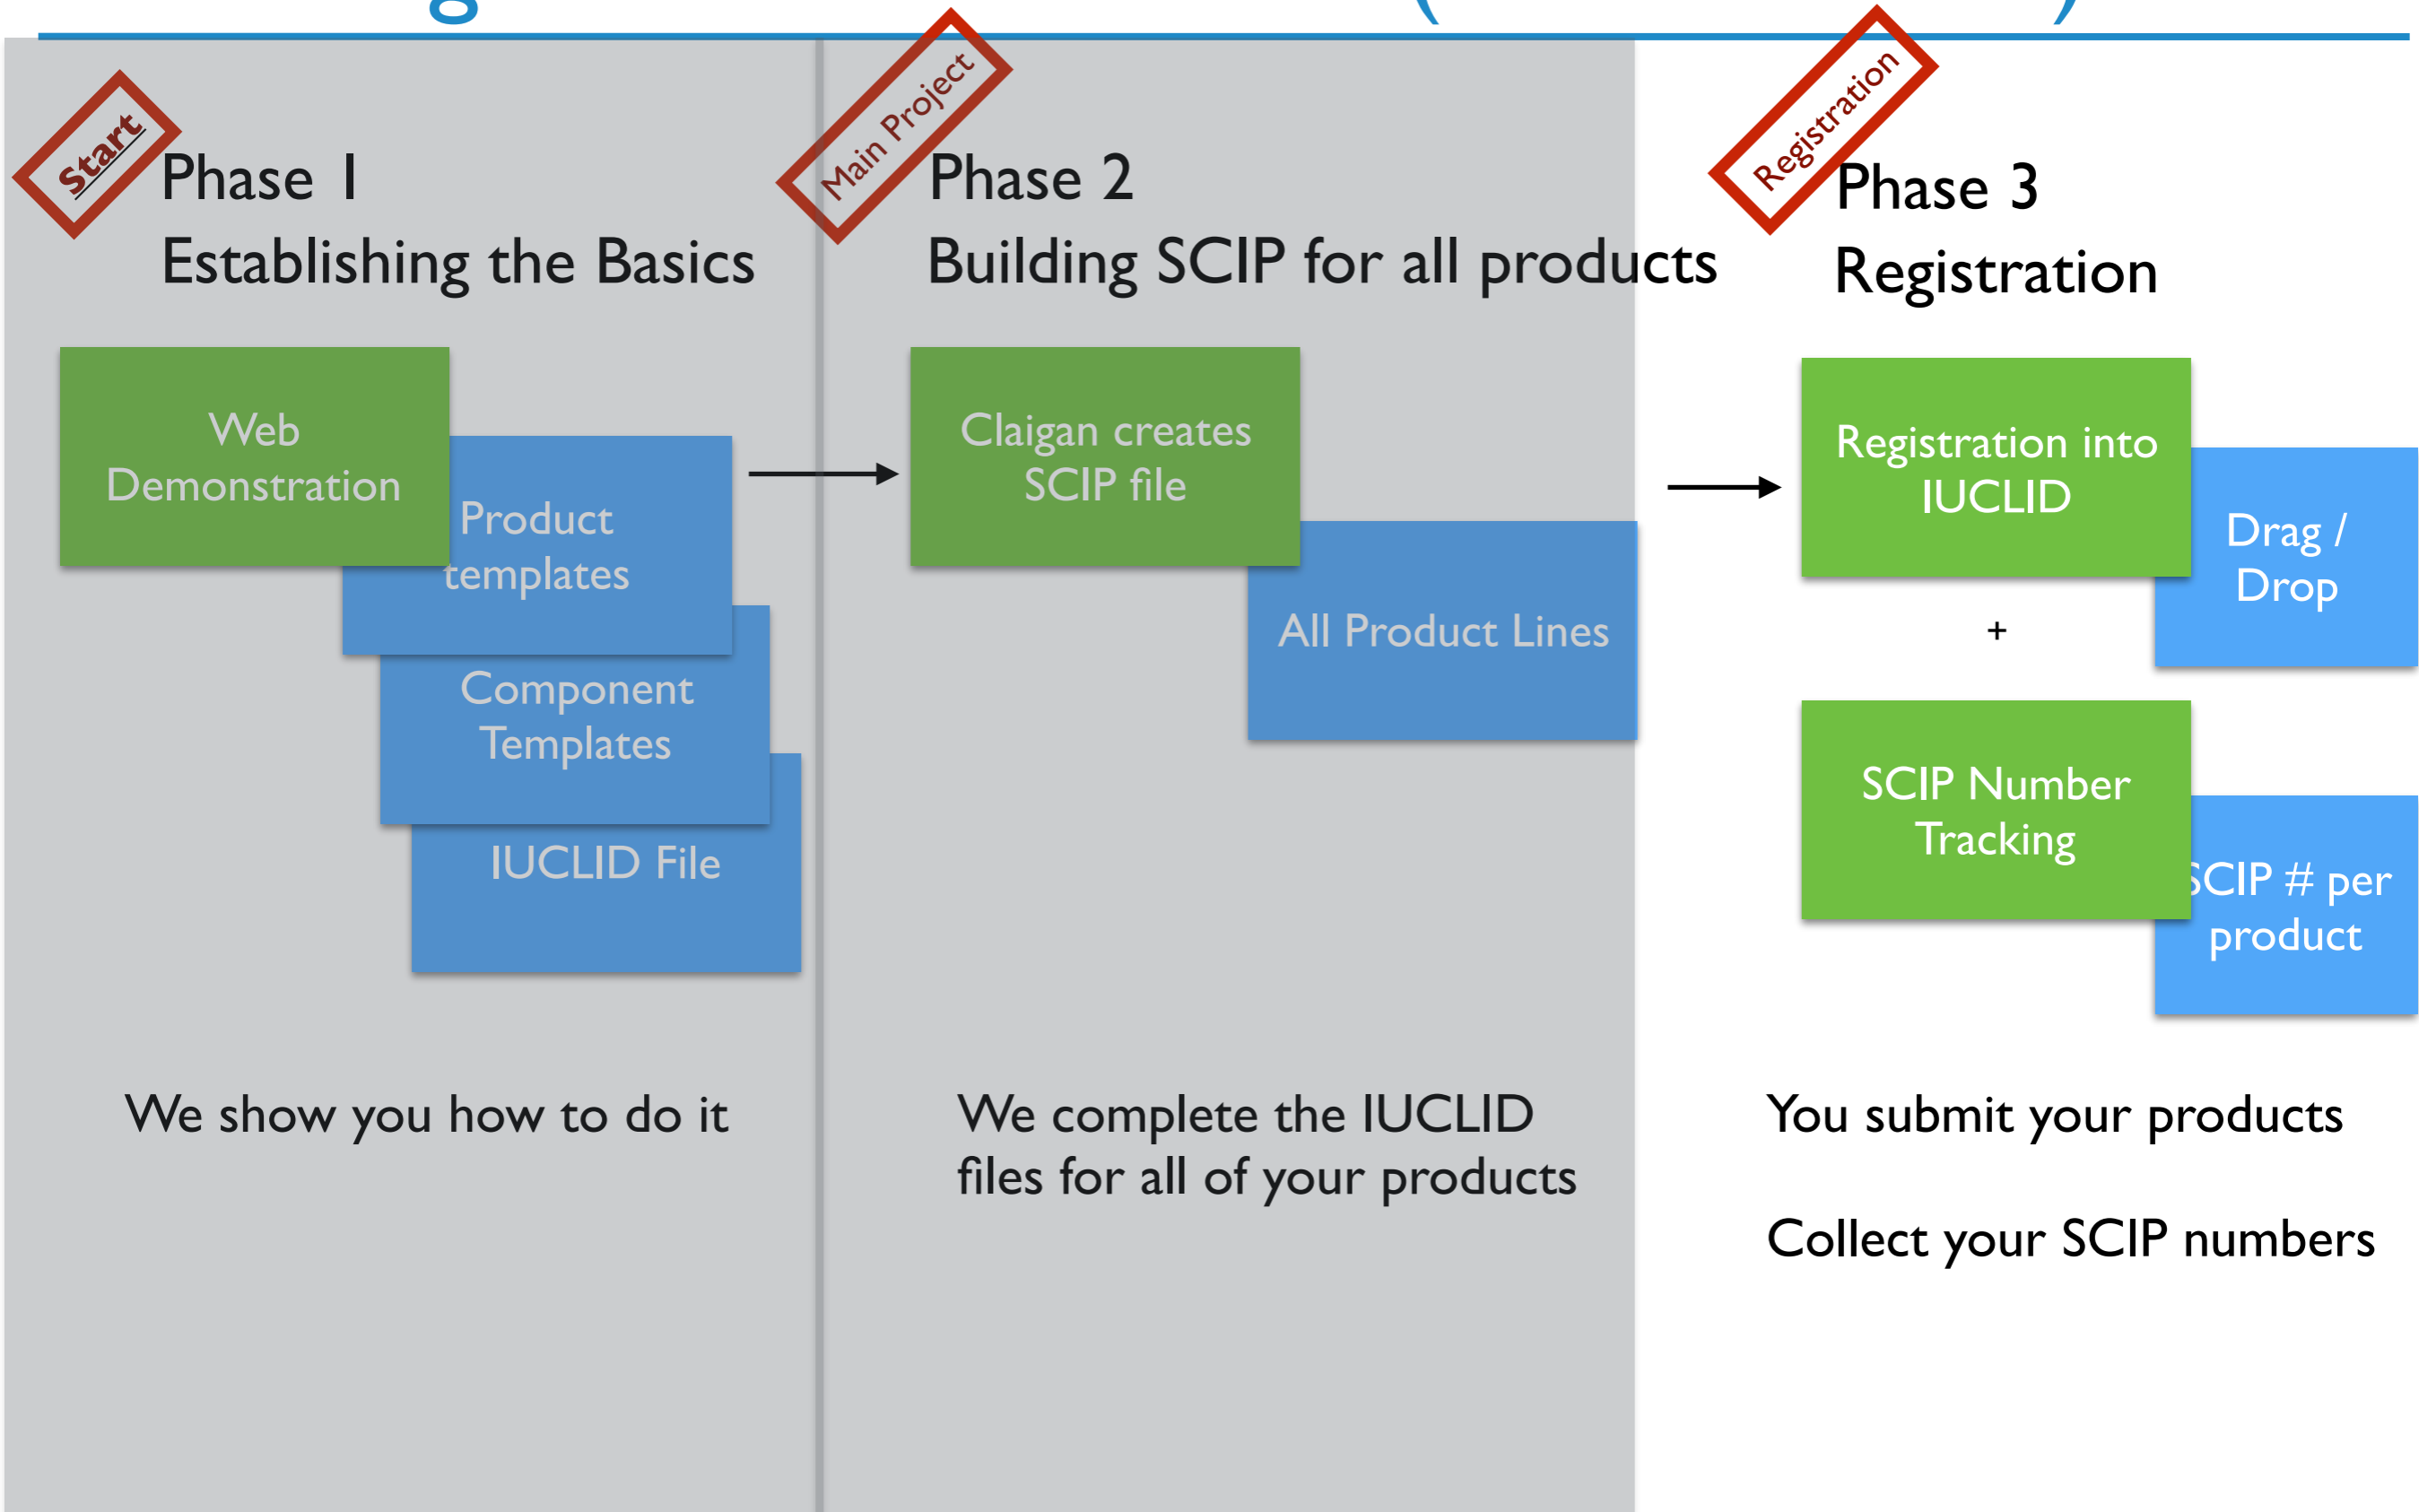 Start
Phase 1
Establishing the Basics
Web
Demonstration
Product
templates
Component
Templates
IUCLID File
We show you how to do it
Main Project
Phase 2
Building SCIP for all products
Claigan creates
SCIP file
All Product Lines
We complete the IUCLID
files for all of your products
Registration
Phase 3
Registration
Registration into
IUCLID
Drag /
Drop
+
SCIP Number
Tracking
SCIP # per
product
You submit your products
Collect your SCIP numbers